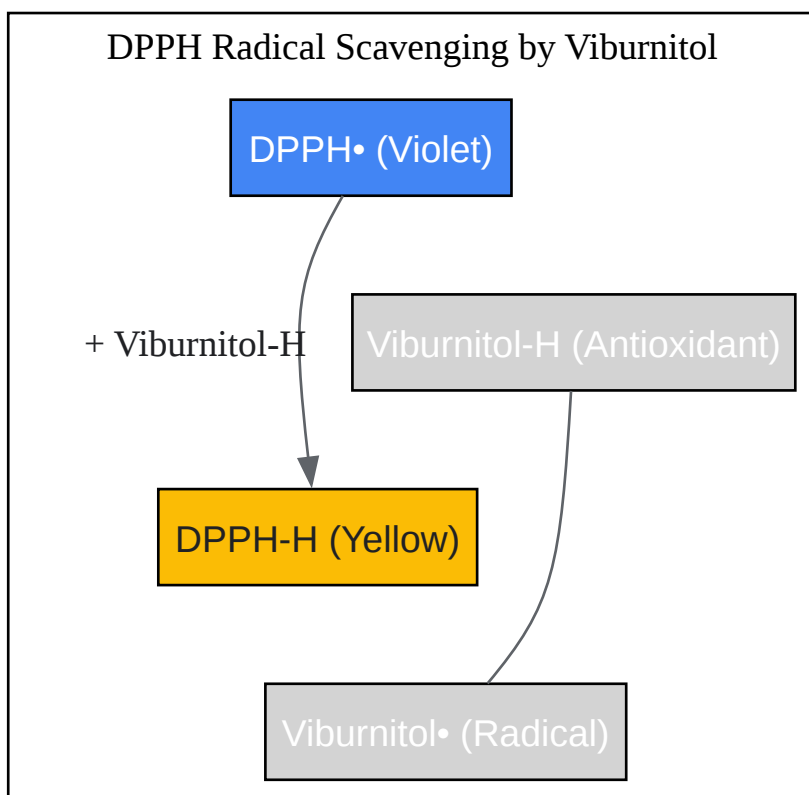 DPPH Radical Scavenging by Viburnitol
DPPH• (Violet)
Viburnitol-H (Antioxidant)
+ Viburnitol-H
DPPH-H (Yellow)
Viburnitol• (Radical)